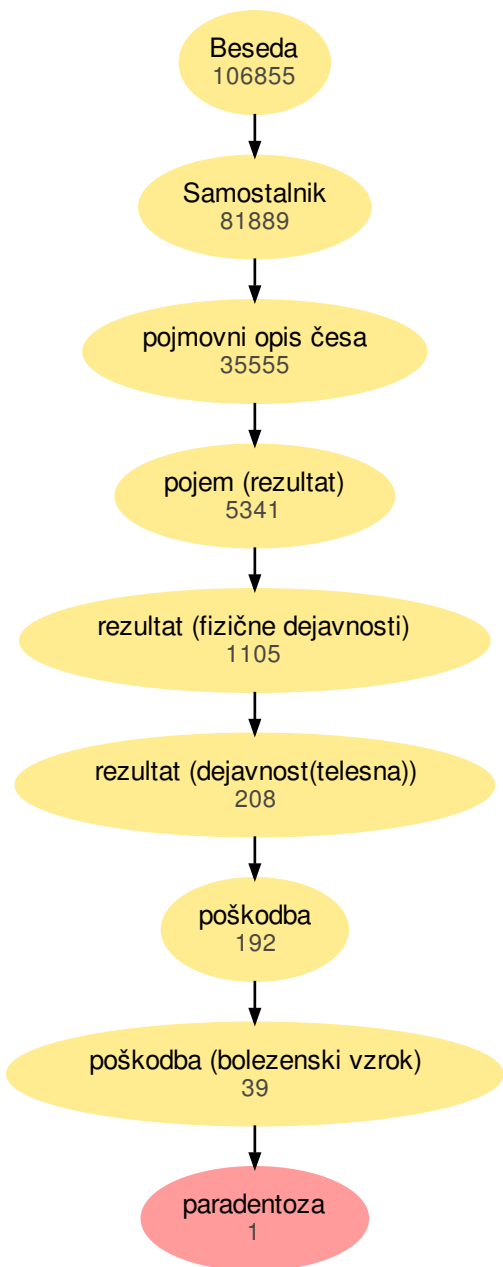 Beseda
106855
Samostalnik
81889
pojmovni opis česa
35555
pojem (rezultat)
5341
rezultat (fizične dejavnosti)
1105
rezultat (dejavnost(telesna))
208
poškodba
192
poškodba (bolezenski vzrok)
39
paradentoza
1